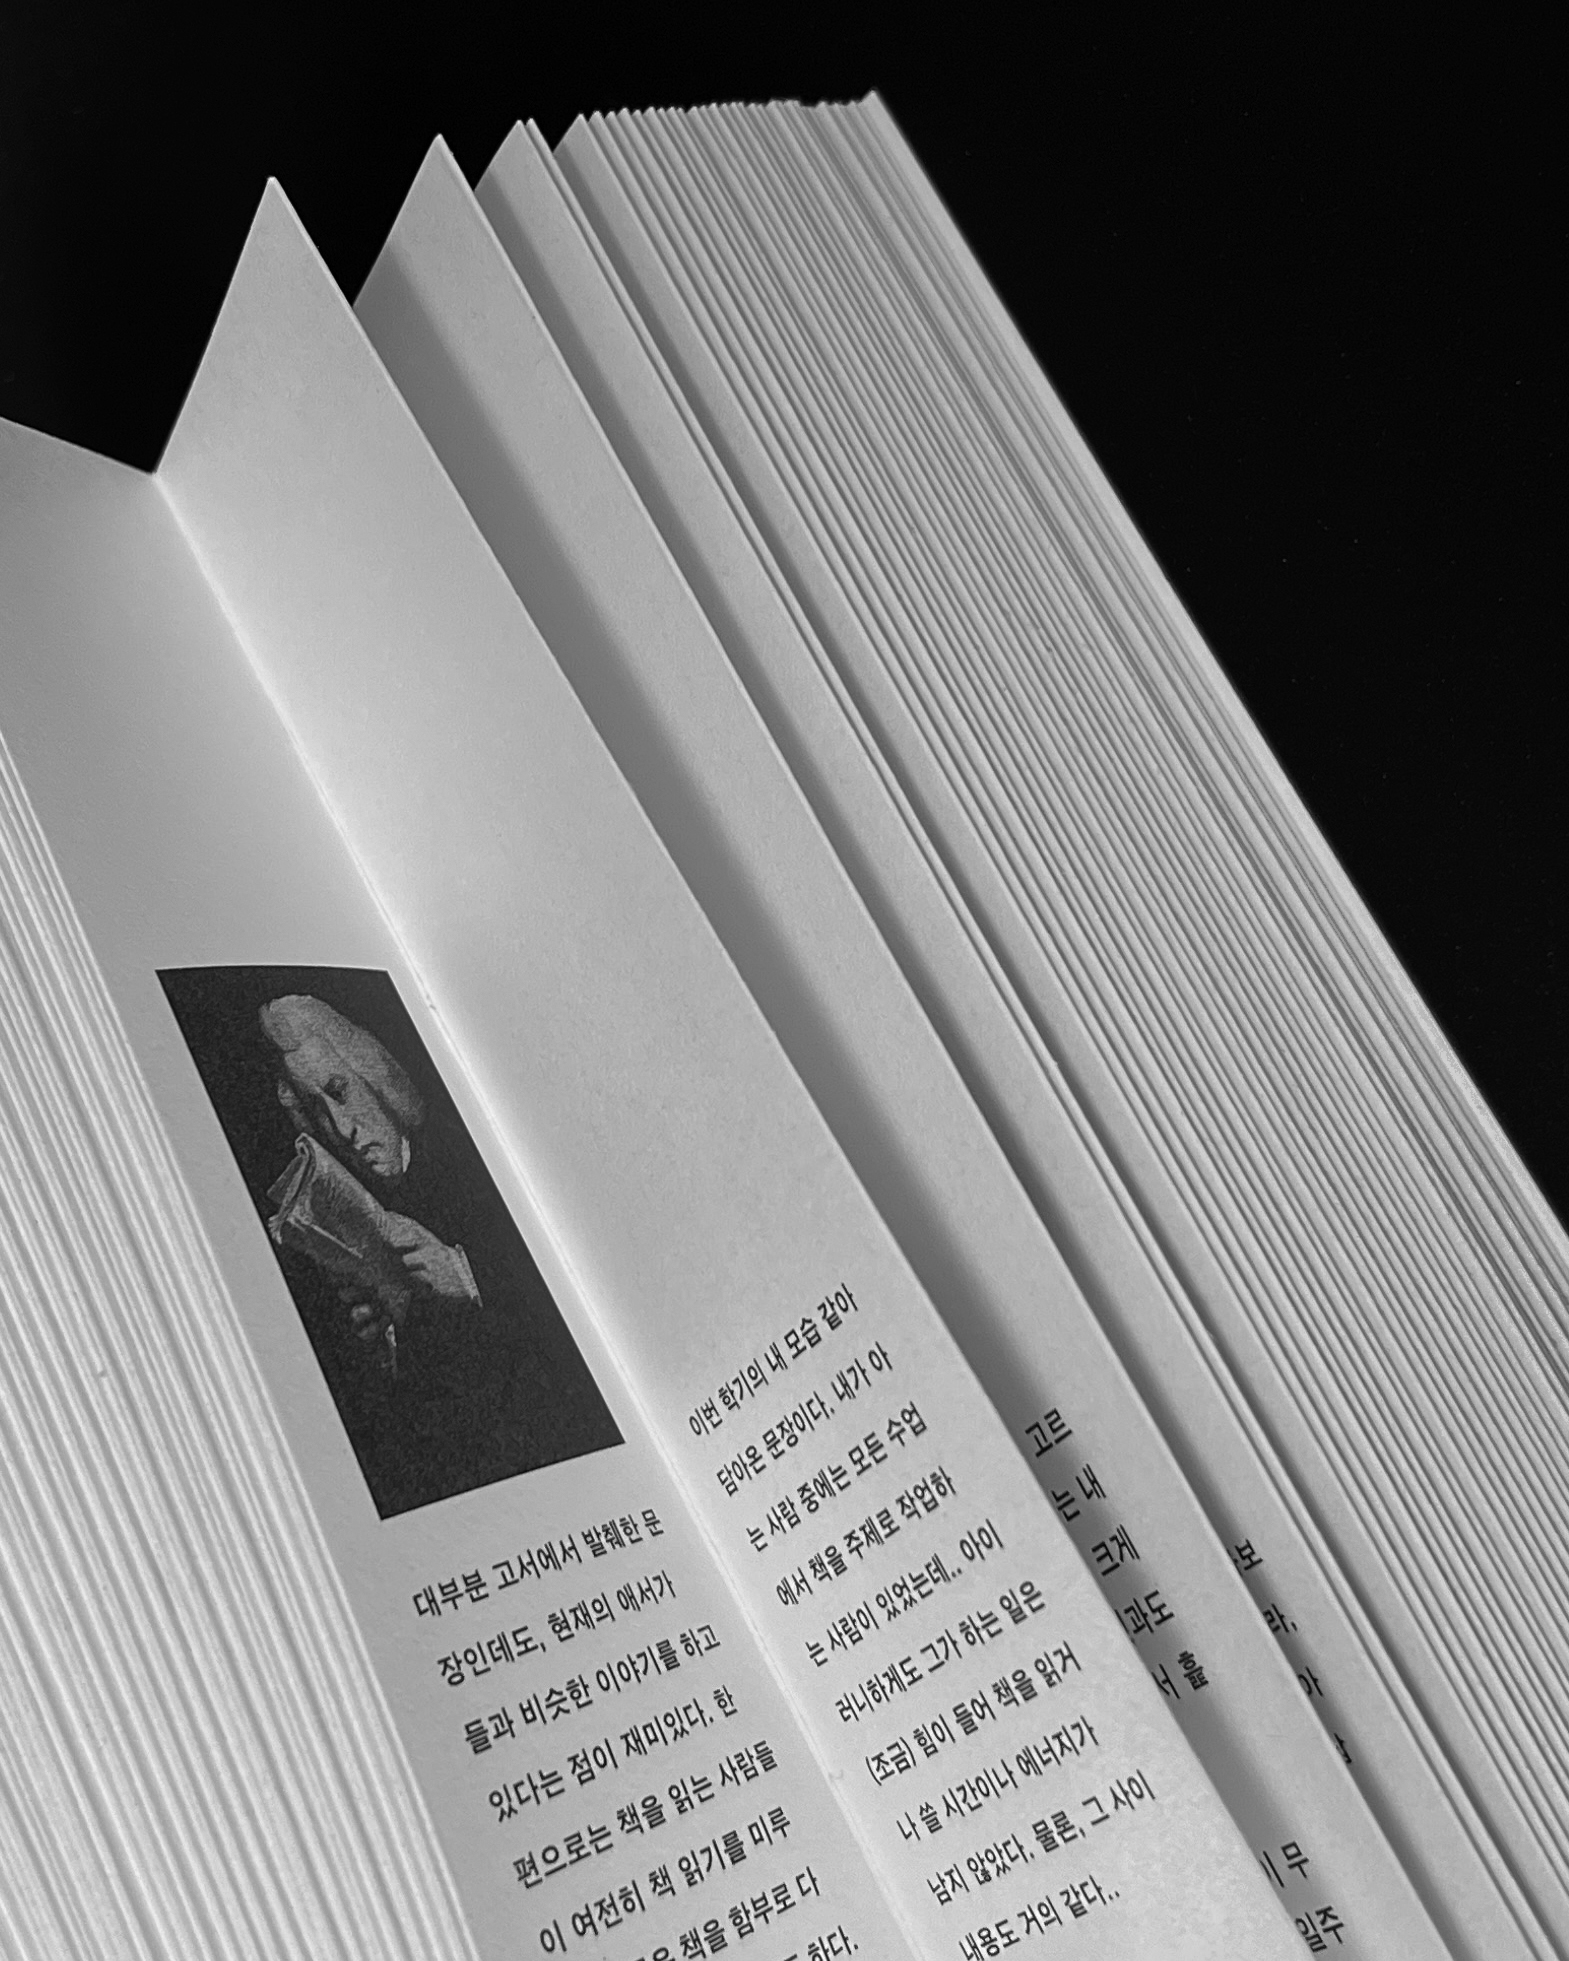 대부분 고서에서 발췌한 문
장인데도, 현재의 애서가
들과 비슷한 이야기를 하고
있다는 점이 재미있다. 한
편으로는 책을 읽는 사람들
이 여전히 책 읽기를 미루
책을 함부로 다
하다.
이번 학기의 내 모습 같아
담아온 문장이다. 내가 아
는 사람 중에는 모든 수업
에서 책을 주제로 작업하
는 사람이 있었는데.. 아이
러니하게도 그가 하는 일은
(조금) 힘이 들어 책을 읽거
나 쓸 시간이나 에너지가
남지 않았다. 물론, 그 사이
내용도 거의 같다..
고르
는 내
크게
과도
서 흝
무
일주
보
라.
아